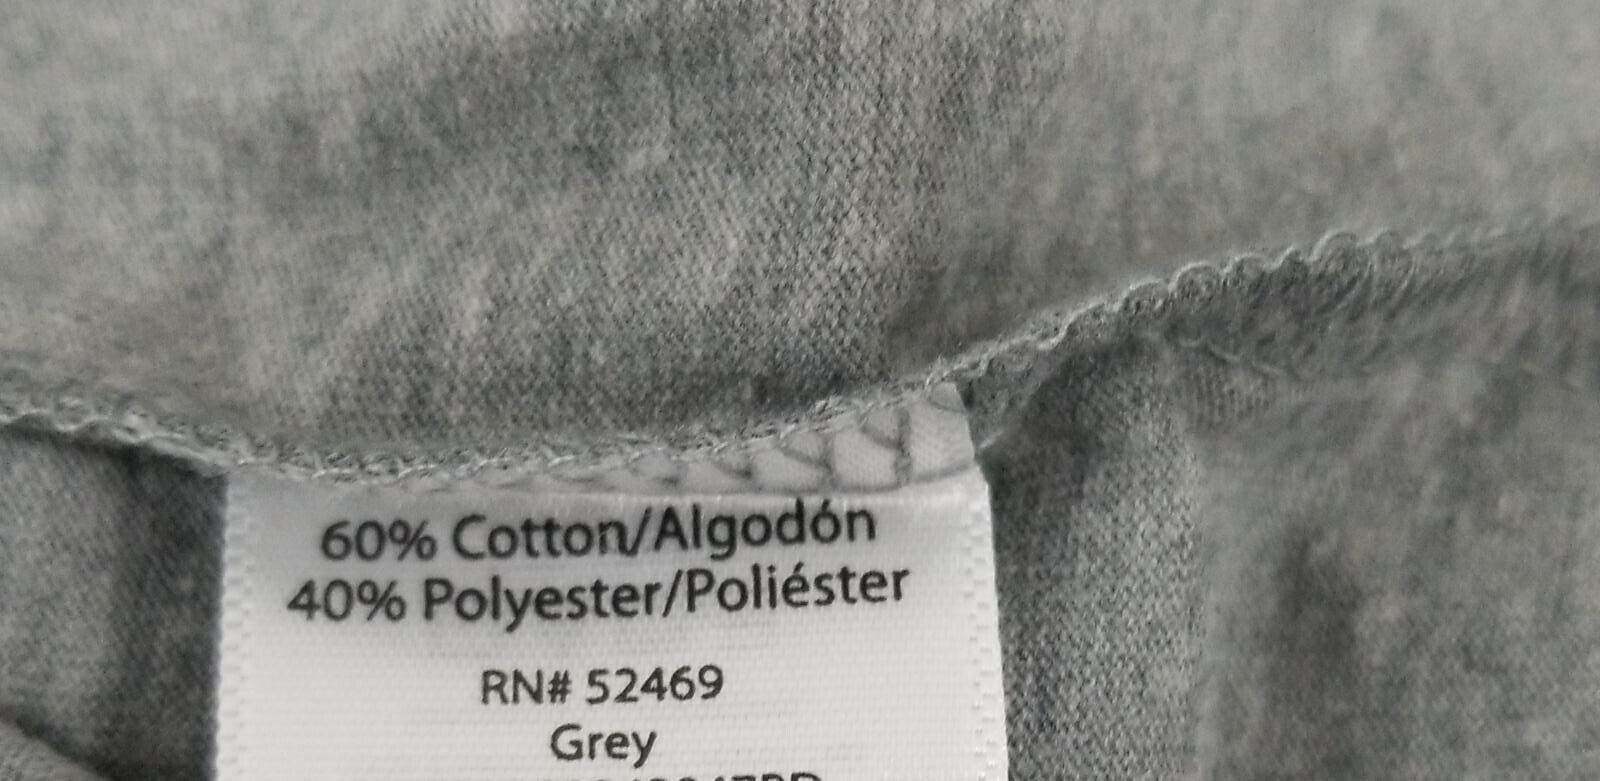 60% Cotton/Algodón
40% Polyester/Poliéster
RN# 52469
Grey